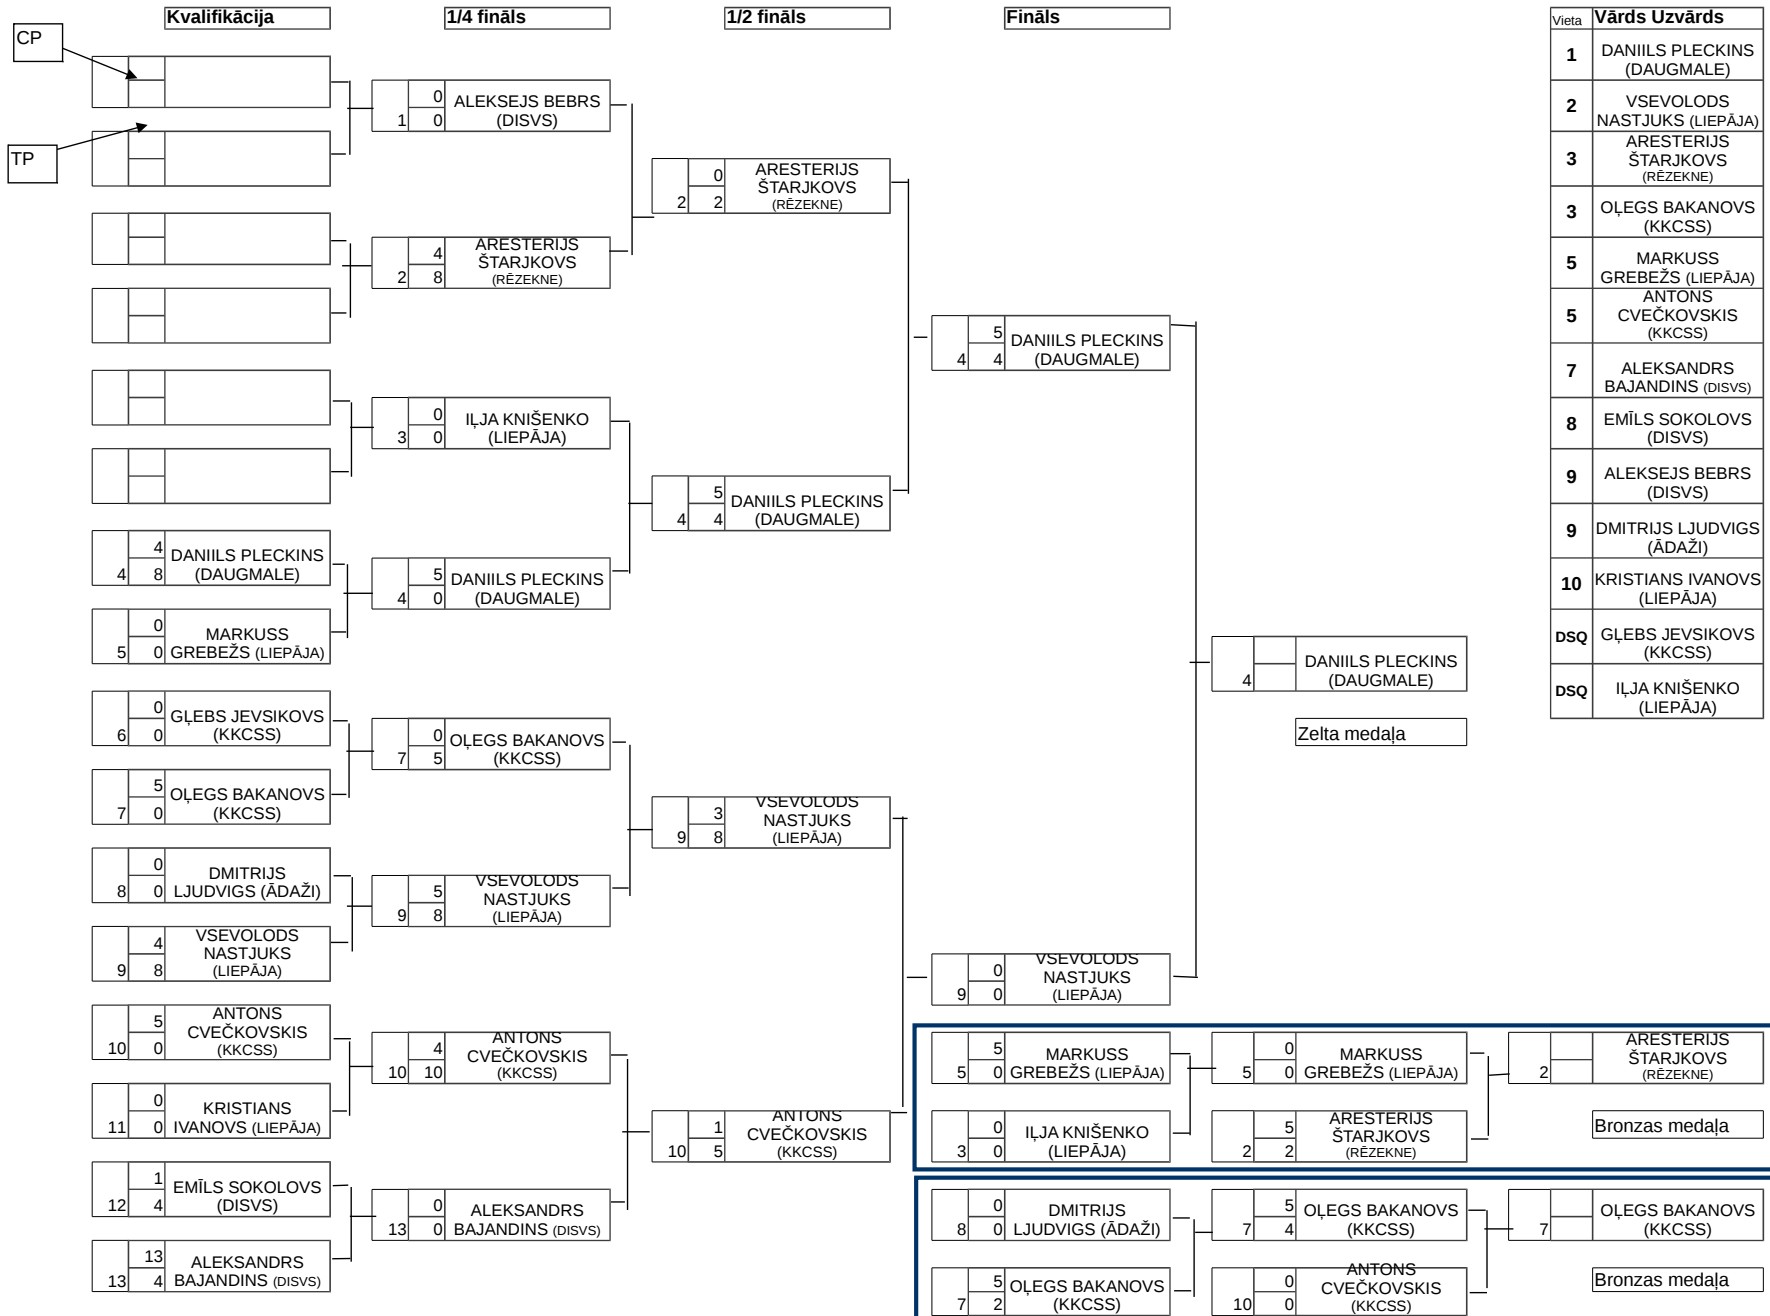 Kvalifikācija
1/4 fināls
1/2 fināls
Fināls
Vieta Vārds Uzvārds
CP
TP
4
4 8
DANIILS PLECKINS
(DAUGMALE)
0
5 0
MARKUSS
GREBEŽS (LIEPĀJA)
0
6 0
GĻEBS JEVSIKOVS
(KKCSS)
5
7 0
OĻEGS BAKANOVS
(KKCSS)
0
8 0
DMITRIJS
LJUDVIGS (ĀDAŽI)
4
9 8
VSEVOLODS
NASTJUKS
(LIEPĀJA)
5
10 0
ANTONS
CVEČKOVSKIS
(KKCSS)
0
11 0
KRISTIANS
IVANOVS (LIEPĀJA)
1
12 4
EMĪLS SOKOLOVS
(DISVS)
13
13 4
ALEKSANDRS
BAJANDINS (DISVS)
0
1 0
ALEKSEJS BEBRS
(DISVS)
4
2 8
ARESTERIJS
ŠTARJKOVS
(RĒZEKNE)
0
3 0
IĻJA KNIŠENKO
(LIEPĀJA)
5
4 0
DANIILS PLECKINS
(DAUGMALE)
0
7 5
OĻEGS BAKANOVS
(KKCSS)
5
9 8
VSEVOLODS
NASTJUKS
(LIEPĀJA)
4
10 10
ANTONS
CVEČKOVSKIS
(KKCSS)
0
13 0
ALEKSANDRS
BAJANDINS (DISVS)
0
2 2
ARESTERIJS
ŠTARJKOVS
(RĒZEKNE)
5
4 4
DANIILS PLECKINS
(DAUGMALE)
3
9 8
VSEVOLODS
NASTJUKS
(LIEPĀJA)
1
10 5
ANTONS
CVEČKOVSKIS
(KKCSS)
5
4 4
DANIILS PLECKINS
(DAUGMALE)
0
9 0
VSEVOLODS
NASTJUKS
(LIEPĀJA)
4
DANIILS PLECKINS
(DAUGMALE)
Zelta medaļa
5
5 0
MARKUSS
GREBEŽS (LIEPĀJA)
0
3 0
IĻJA KNIŠENKO
(LIEPĀJA)
0
5 0
MARKUSS
GREBEŽS (LIEPĀJA)
5
2 2
ARESTERIJS
ŠTARJKOVS
(RĒZEKNE)
2
ARESTERIJS
ŠTARJKOVS
(RĒZEKNE)
Bronzas medaļa
0
8 0
DMITRIJS
LJUDVIGS (ĀDAŽI)
5
7 2
OĻEGS BAKANOVS
(KKCSS)
5
7 4
OĻEGS BAKANOVS
(KKCSS)
0
10 0
ANTONS
CVEČKOVSKIS
(KKCSS)
7
OĻEGS BAKANOVS
(KKCSS)
Bronzas medaļa
1 DANIILS PLECKINS
(DAUGMALE)
2 VSEVOLODS
NASTJUKS (LIEPĀJA)
3 ARESTERIJS
ŠTARJKOVS
(RĒZEKNE)
3 OĻEGS BAKANOVS
(KKCSS)
5 MARKUSS
GREBEŽS (LIEPĀJA)
5 ANTONS
CVEČKOVSKIS
(KKCSS)
7 ALEKSANDRS
BAJANDINS (DISVS)
8 EMĪLS SOKOLOVS
(DISVS)
9 ALEKSEJS BEBRS
(DISVS)
9 DMITRIJS LJUDVIGS
(ĀDAŽI)
10 KRISTIANS IVANOVS
(LIEPĀJA)
DSQ GĻEBS JEVSIKOVS
(KKCSS)
DSQ IĻJA KNIŠENKO
(LIEPĀJA)